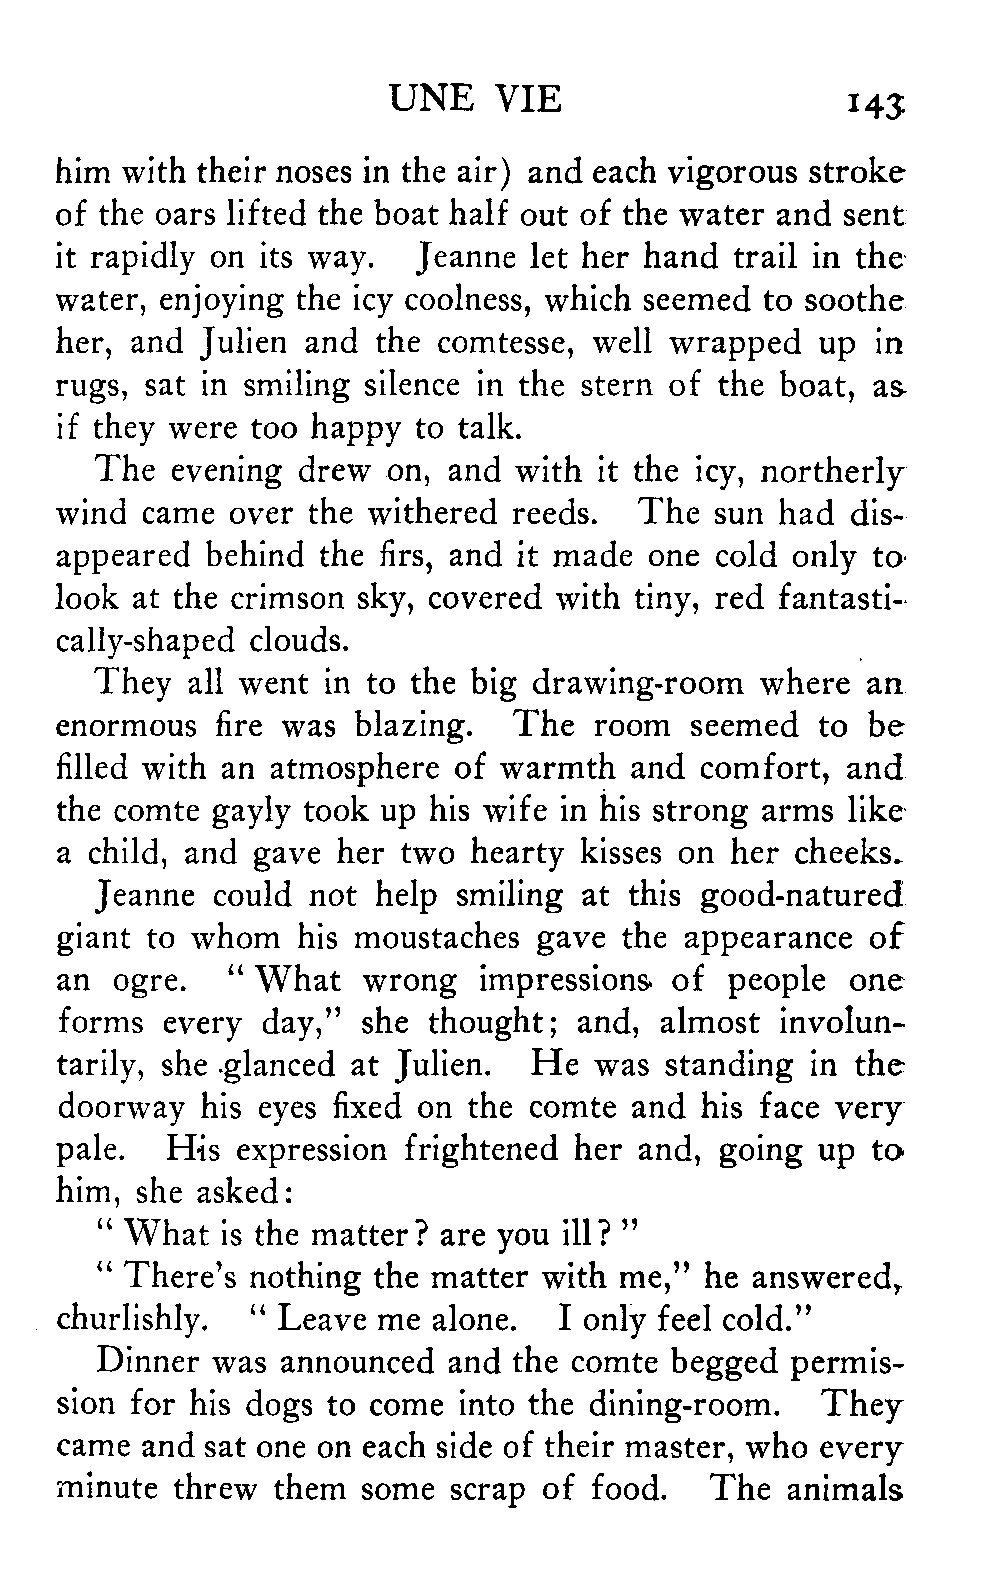 UNE VIE 143
him with their noses in the air) and each vigorous stroke
of the oars lifted the boat half out of the water and sent
it rapidly on its way. Jeanne let her hand trail in the
water, enjoying the icy coolness, which seemed to soothe
her, and Julien and the comtesse, well wrapped up in
rugs, sat in smiling silence in the stern of the boat, as
if they were too happy to talk.
The evening drew on, and with it the icy, northerly
wind came over the withered reeds. The sun had dis-
appeared behind the firs, and it made one cold only to
look at the crimson sky, covered with tiny, red fantasti-
cally-shaped clouds.
They all went in to the big drawing-room where an
enormous fire was blazing. The room seemed to be
filled with an atmosphere of warmth and comfort, and
the comte gayly took up his wife in his strong arms like
a child, and gave her two hearty kisses on her cheeks.
Jeanne could not help smiling at this good-natured
giant to whom his moustaches gave the appearance of
an ogre. "What wrong impressions of people one
forms every day," she thought; and, almost involun-
tarily, she glanced at Julien. He was standing in the
doorway his eyes fixed on the comte and his face very
pale. His expression frightened her and, going up to
him, she asked:
"What is the matter? are you ill?"
"There's nothing the matter with me," he answered,
churlishly. "Leave me alone. I only feel cold."
Dinner was announced and the comte begged permis-
sion for his dogs to come into the dining-room. They
came and sat one on each side of their master, who every
minute threw them some scrap of food. The animals